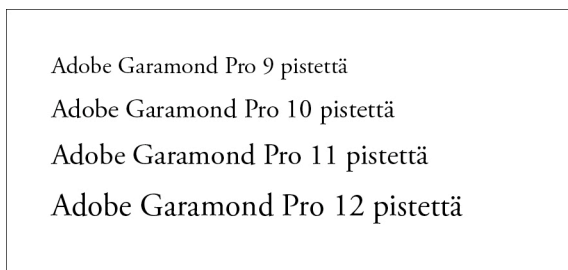 Adobe Garamond Pro 9 pistettä
Adobe Garamond Pro 10 pistettä
Adobe Garamond Pro 11 pistettä
Adobe Garamond Pro 12 pistettä